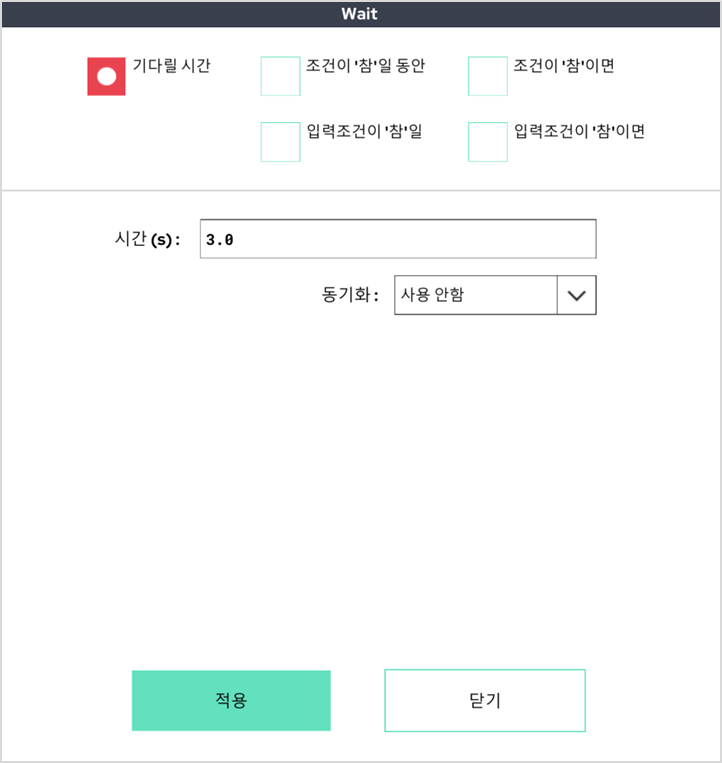 Wait
기다릴 시간
조건이 '참'일 동안
조건이 '참'이면
입력조건이 '참'일
입력조건이 '참'이면
시간(s):
3.0
동기화:
사용 안함
적용
닫기